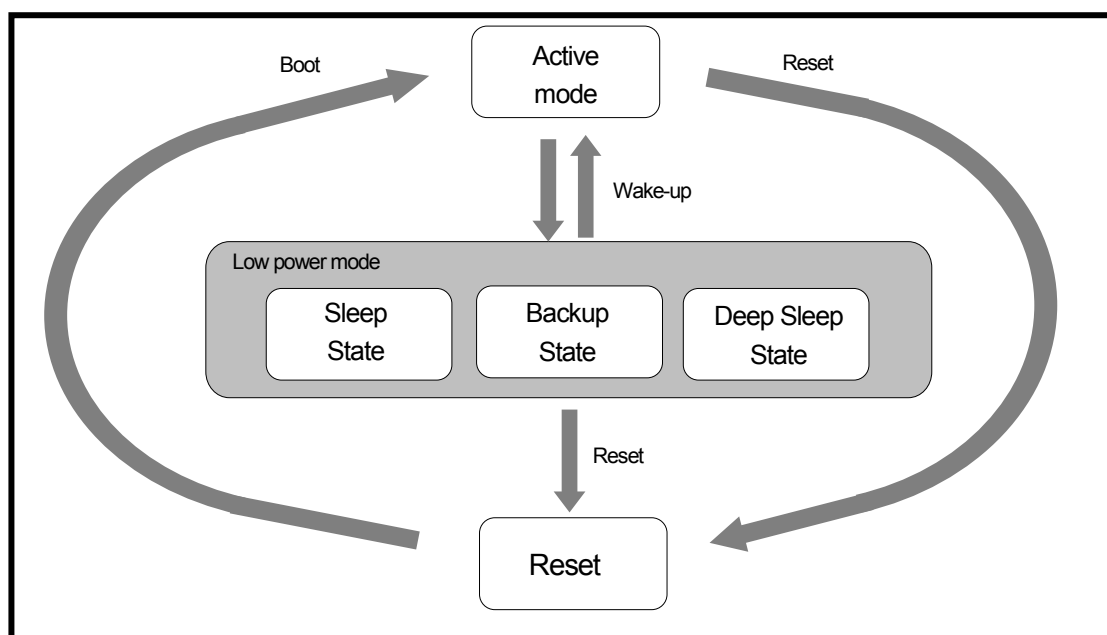 Boot
Active
mode
Reset
Wake-up
Low power mode
Sleep
State
Backup
State
Deep Sleep
State
Reset
Reset